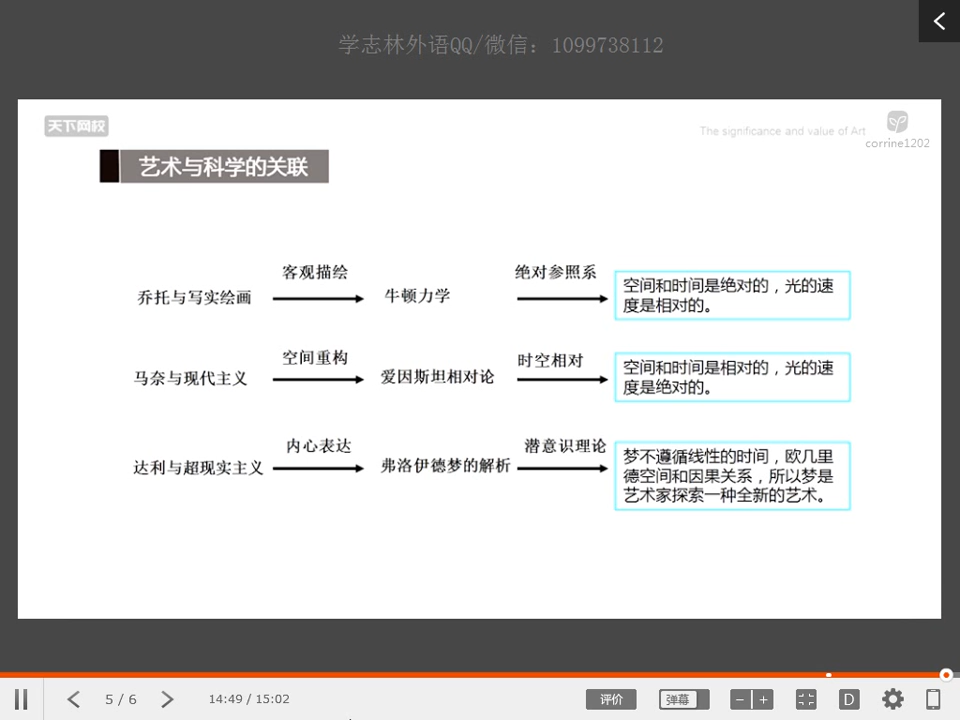 学志林外语QQ/微信：1099738112
天下网校
The significance and value of Art
corrine1202
艺术与科学的关联
客观描绘
绝对参照系
乔托与写实绘画
牛顿力学
空间和时间是绝对的，光的速
度是相对的。
空间重构
时空相对
马奈与现代主义
爱因斯坦相对论
空间和时间是相对的，光的速
度是绝对的。
内心表达
潜意识理论
达利与超现实主义
弗洛伊德梦的解析
梦不遵循线性的时间，欧几里
德空间和因果关系，所以梦是
艺术家探索一种全新的艺术。
5 / 6
14:49 / 15:02
评价
弹幕
D